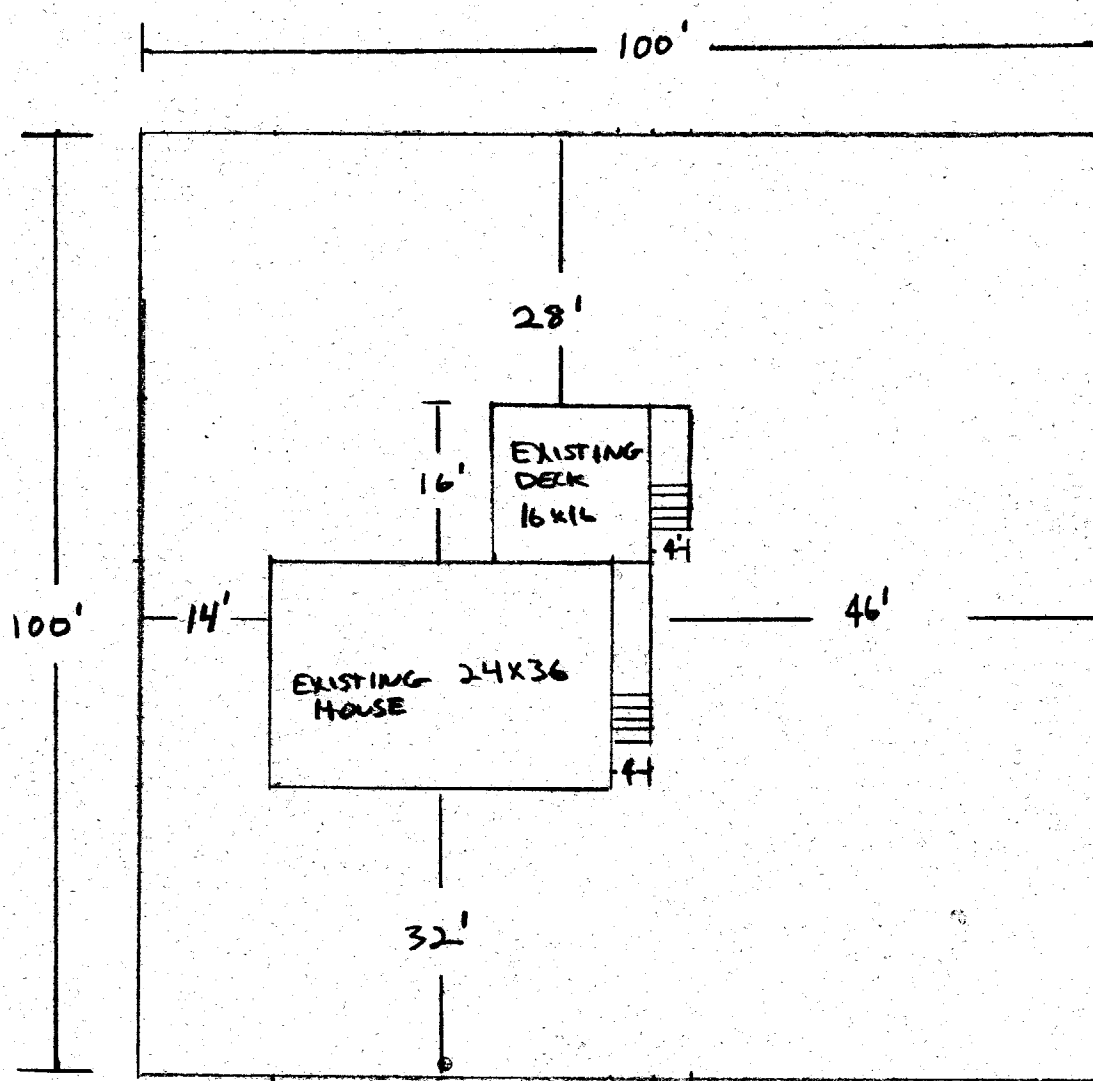 100'
28'
EXISTING
DECK
16x16
16'
4'
100'
14'
46'
EXISTING 24x36
HOUSE
4
32'